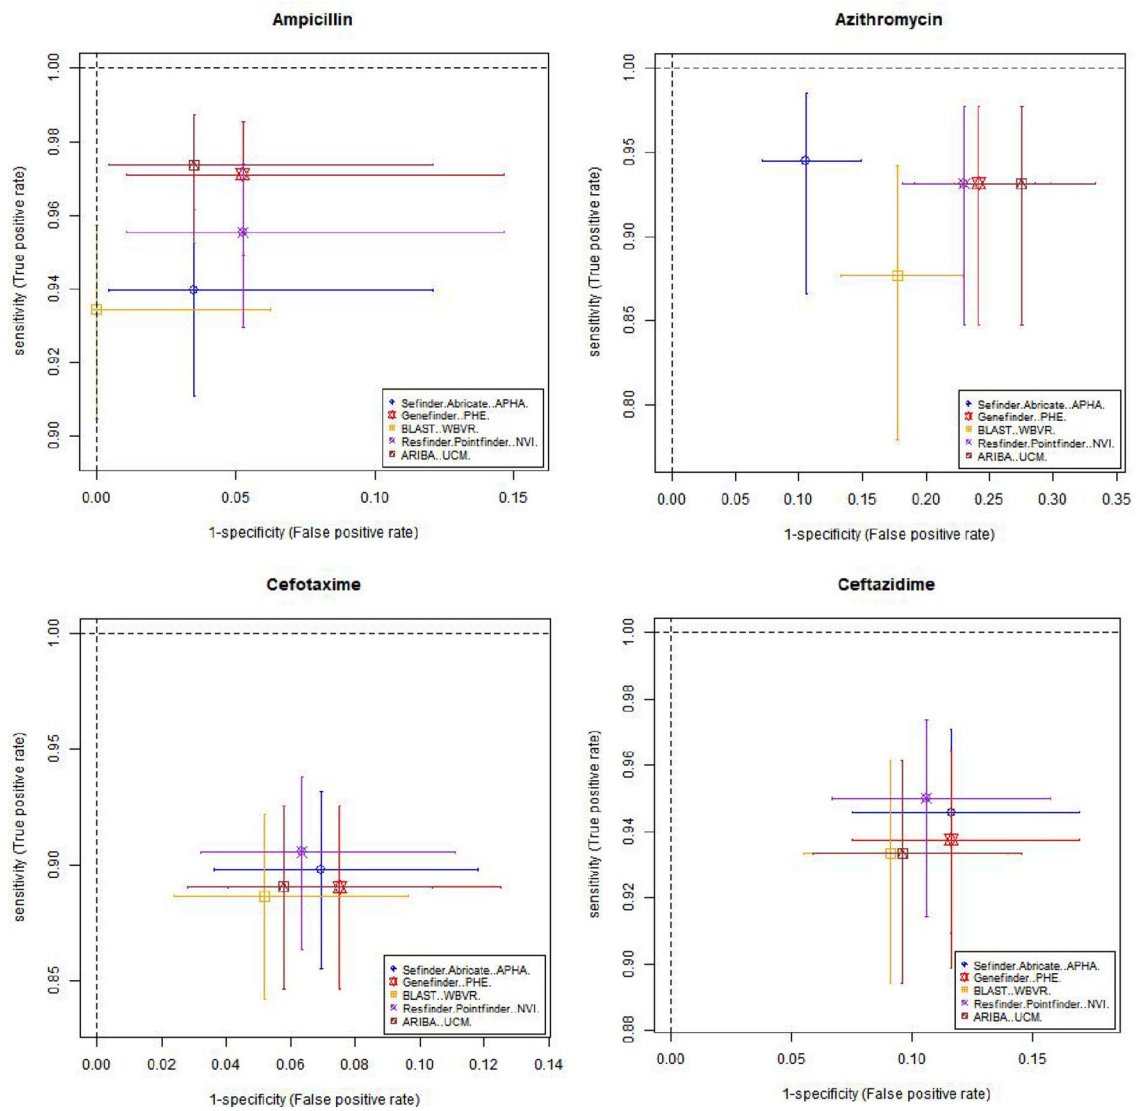 Ampicillin
sensitivity (True positive rate)
1.00
0.98
0.96
0.94
0.92
0.90
Sefinder.Abricate..APHA.
Genefinder..PHE.
BLAST..WBVR.
Resfinder.Pointfinder..NVI.
ARIBA..UCM.
0.00 0.05 0.10 0.15
1-specificity (False positive rate)
Azithromycin
sensitivity (True positive rate)
1.00
0.95
0.90
0.85
0.80
Sefinder.Abricate..APHA.
Genefinder..PHE.
BLAST..WBVR.
Resfinder.Pointfinder..NVI.
ARIBA..UCM.
0.00 0.05 0.10 0.15 0.20 0.25 0.30 0.35
1-specificity (False positive rate)
Cefotaxime
sensitivity (True positive rate)
1.00
0.95
0.90
0.85
Sefinder.Abricate..APHA.
Genefinder..PHE.
BLAST..WBVR.
Resfinder.Pointfinder..NVI.
ARIBA..UCM.
0.00 0.02 0.04 0.06 0.08 0.10 0.12 0.14
1-specificity (False positive rate)
Ceftazidime
sensitivity (True positive rate)
1.00
0.98
0.96
0.94
0.92
0.90
0.88
Sefinder.Abricate..APHA.
Genefinder..PHE.
BLAST..WBVR.
Resfinder.Pointfinder..NVI.
ARIBA..UCM.
0.00 0.05 0.10 0.15
1-specificity (False positive rate)